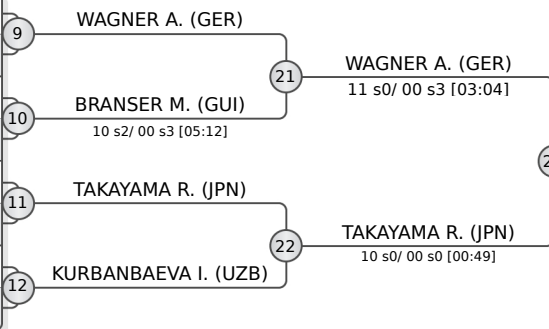 9
WAGNER A. (GER)
21
WAGNER A. (GER)
11 s0/ 00 s3 [03:04]
10
BRANSER M. (GUI)
10 s2/ 00 s3 [05:12]
11
TAKAYAMA R. (JPN)
22
TAKAYAMA R. (JPN)
10 s0/ 00 s0 [00:49]
12
KURBANBAEVA I. (UZB)